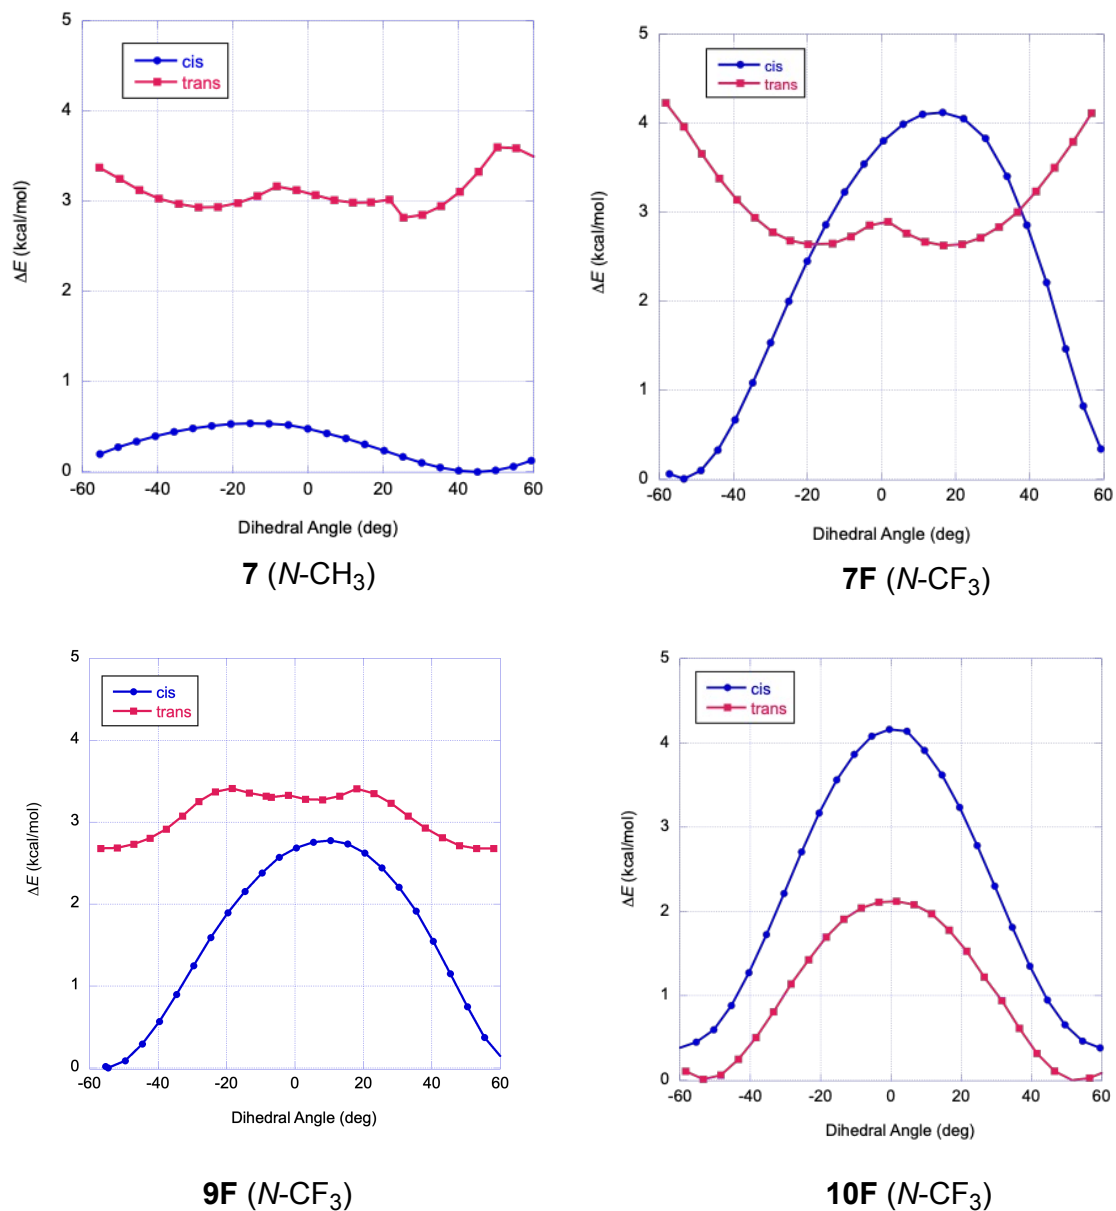 5
4
3
2
1
0
ΔE (kcal/mol)
cis
trans
-60 -40 -20 0 20 40 60
Dihedral Angle (deg)
7 (N-CH₃)
5
4
3
2
1
0
ΔE (kcal/mol)
cis
trans
-60 -40 -20 0 20 40 60
Dihedral Angle (deg)
7F (N-CF₃)
5
4
3
2
1
0
ΔE (kcal/mol)
cis
trans
-60 -40 -20 0 20 40 60
Dihedral Angle (deg)
9F (N-CF₃)
5
4
3
2
1
0
ΔE (kcal/mol)
cis
trans
-60 -40 -20 0 20 40 60
Dihedral Angle (deg)
10F (N-CF₃)